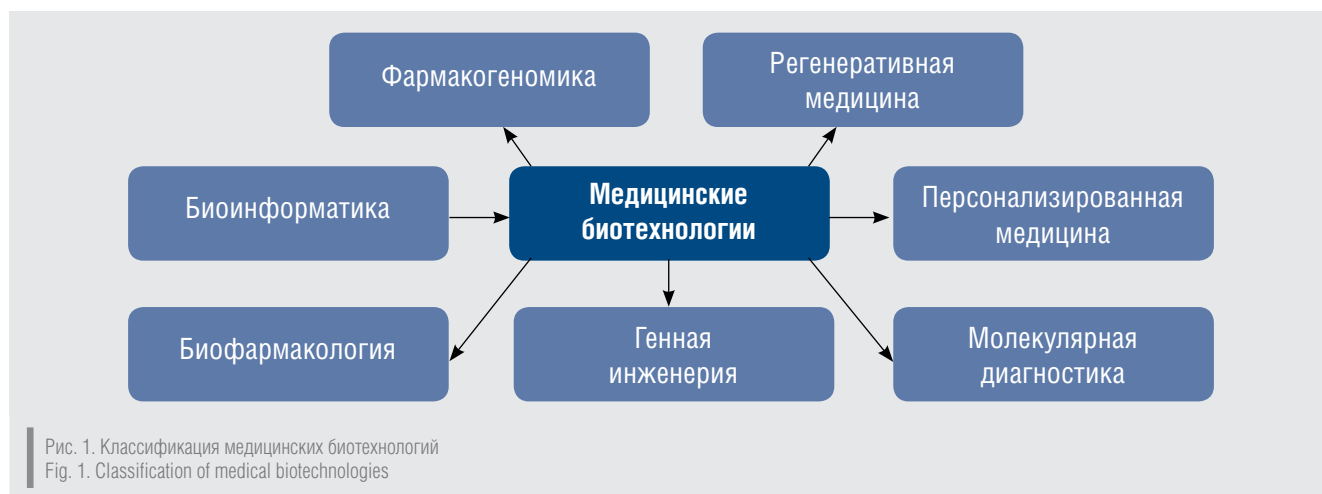 Фармакогеномика
Регенеративная
медицина
Биоинформатика
Медицинские
биотехнологии
Персонализированная
медицина
Биофармакология
Генная
инженерия
Молекулярная
диагностика
Рис. 1. Классификация медицинских биотехнологий
Fig. 1. Classification of medical biotechnologies